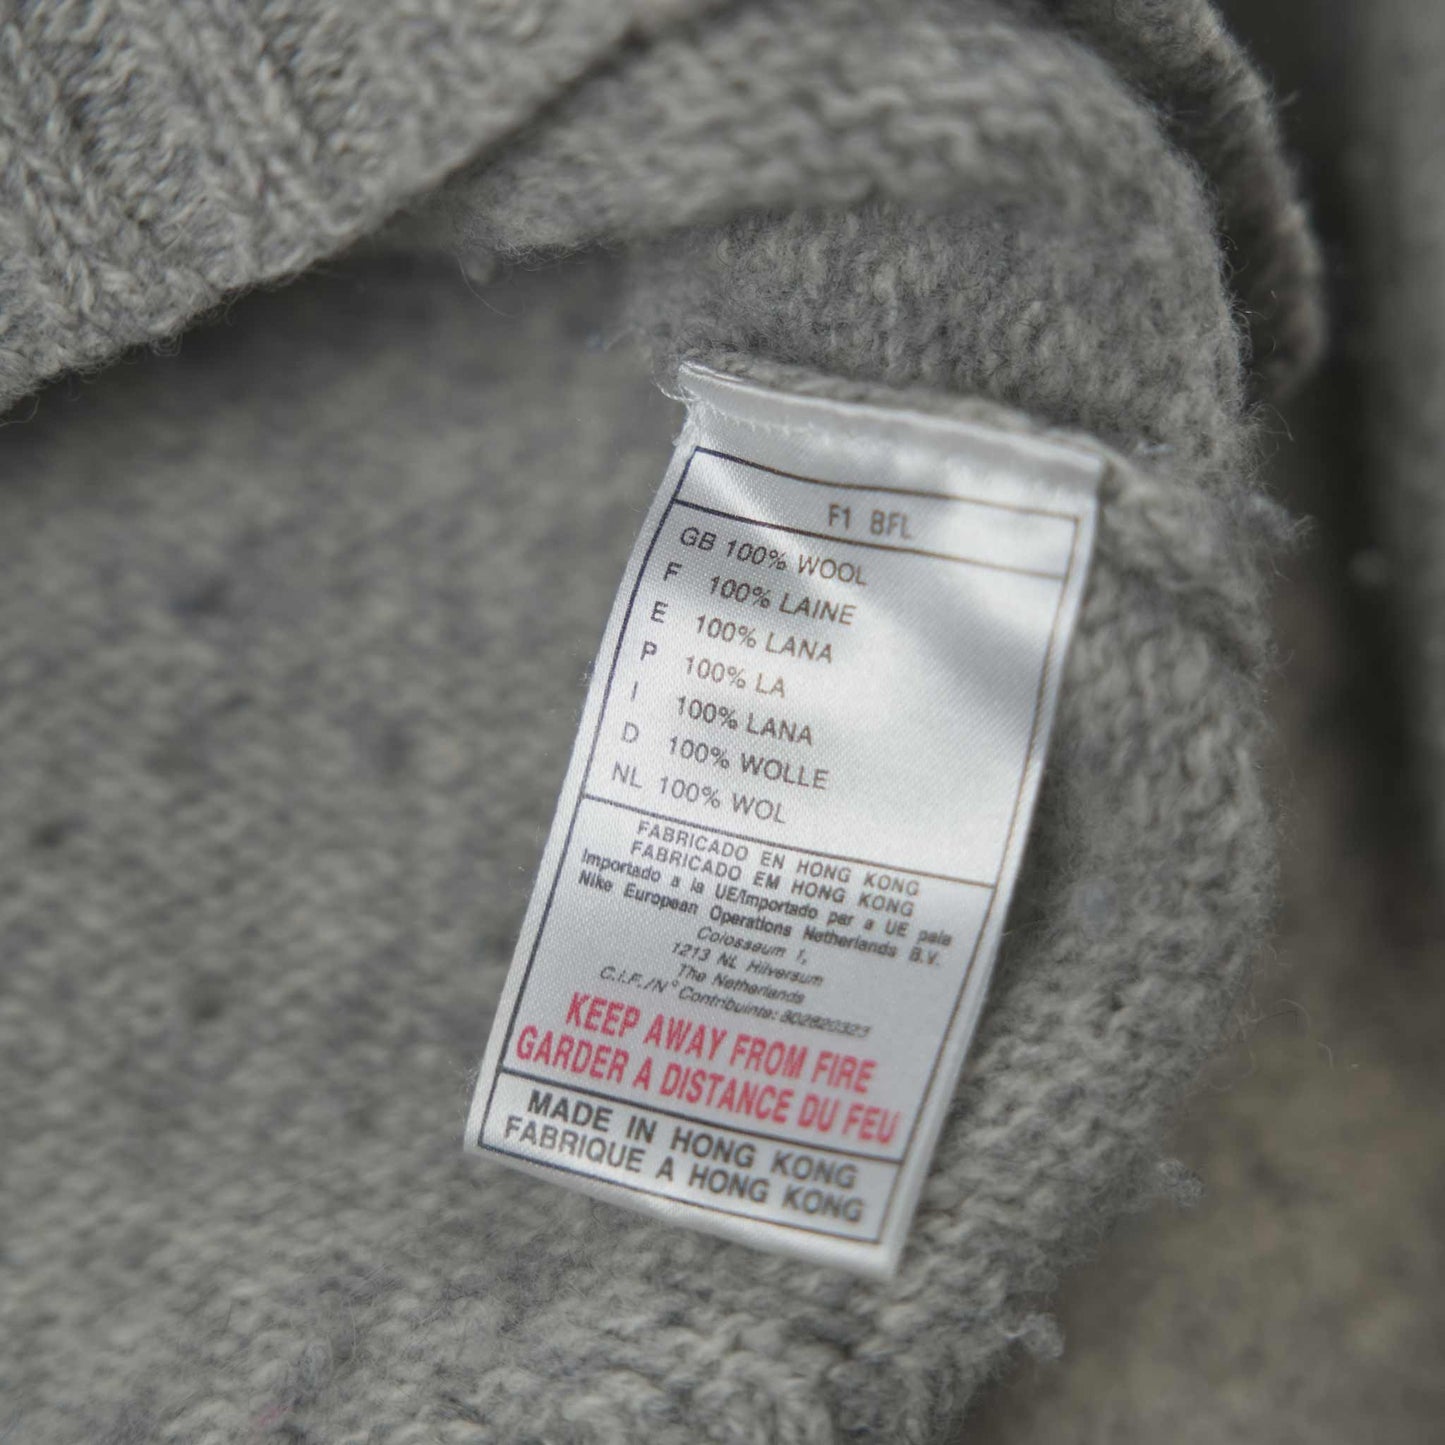 F1 BFL
GB 100% WOOL
F 100% LAINE
E 100% LANA
P 100% LA
I 100% LANA
D 100% WOLLE
NL 100% WOL
FABRICADO EN HONG KONG
FABRICADO EM HONG KONG
Importado a la UE/Importado par a UE pela
Nike European Operations Netherlands B.V.
Colosseum 1,
1213 NL Hilversum
The Netherlands
C.I.F./N° Contribuinte: 802820323
KEEP AWAY FROM FIRE
GARDER A DISTANCE DU FEU
MADE IN HONG KONG
FABRIQUE A HONG KONG